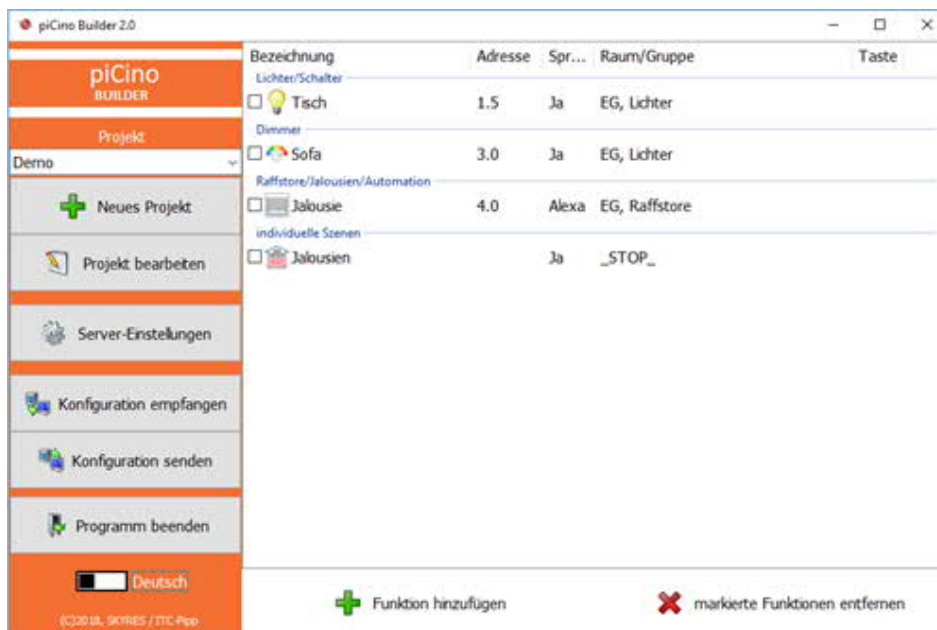 piCino Builder 2.0
piCino
BUILDER
Projekt
Demo
Neues Projekt
Projekt bearbeiten
Server-Einstellungen
Konfiguration empfangen
Konfiguration senden
Programm beenden
Deutsch
(C)2018, SKYRES / ITC-Pipp
Bezeichnung Adresse Spr... Raum/Gruppe Taste
Lichter/Schalter
Tisch 1.5 Ja EG, Lichter
Dimmer
Sofa 3.0 Ja EG, Lichter
Raffstore/Jalousien/Automation
Jalousie 4.0 Alexa EG, Raffstore
individuelle Szenen
Jalousien Ja _STOP_
Funktion hinzufügen
markierte Funktionen entfernen